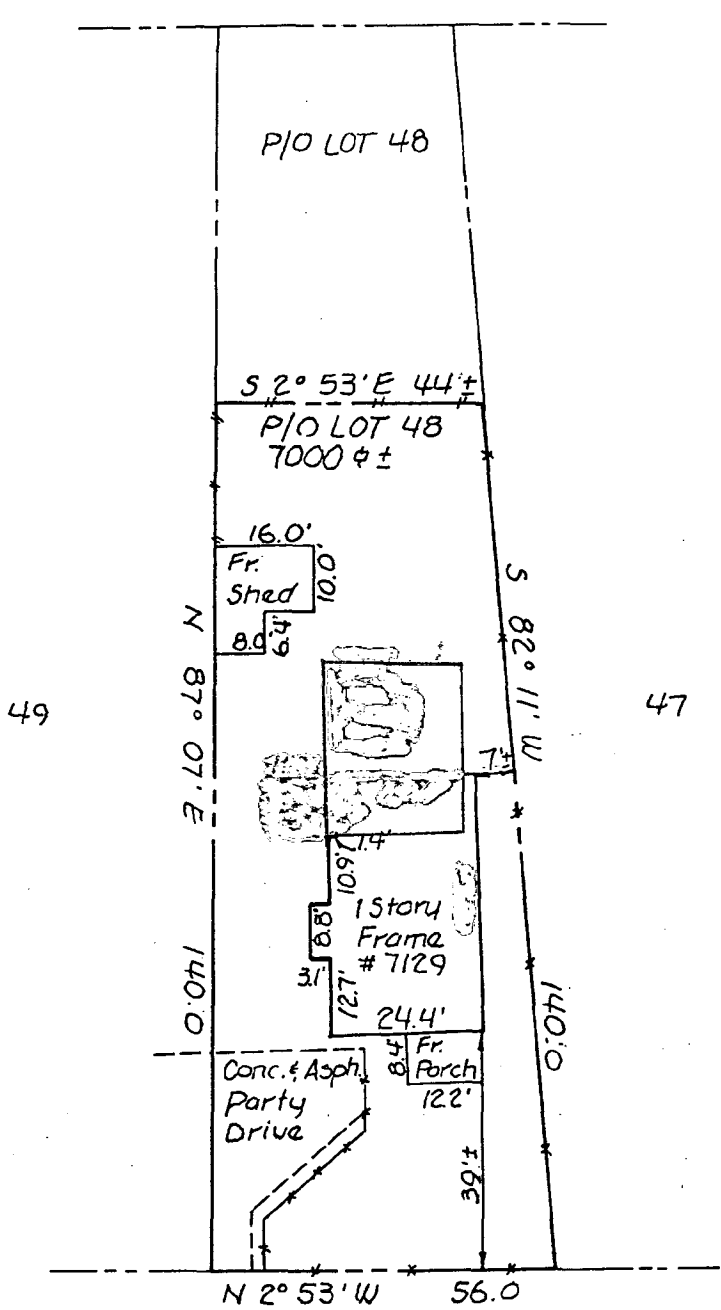 P/O LOT 48
S 2° 53' E 44'±
P/O LOT 48
7000 ⌽ ±
16.0'
Fr.
Shed
10.0'
8.0
6.4'
N 87° 07' E
140.0
S 82° 11' W
140.0
49
47
7'±
1.4'
10.9'
8.8'
3.1'
12.7'
1 Story
Frame
# 7129
24.4'
8.4'
Fr.
Porch
12.2'
39'±
Conc. & Asph.
Party
Drive
N 2° 53' W 56.0